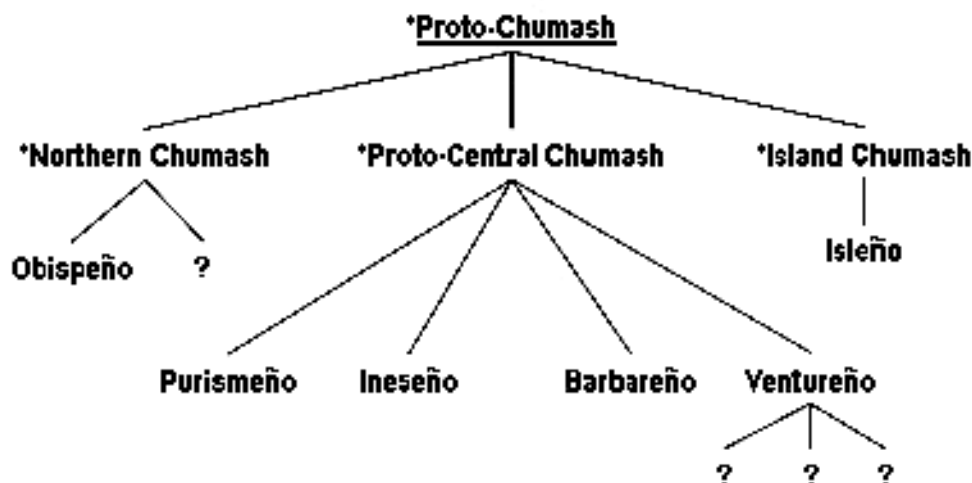 *Proto-Chumash
*Northern Chumash *Proto-Central Chumash *Island Chumash
Obispeño ? Isleño
Purismeño Ineseño Barbareño Ventureño
? ? ?